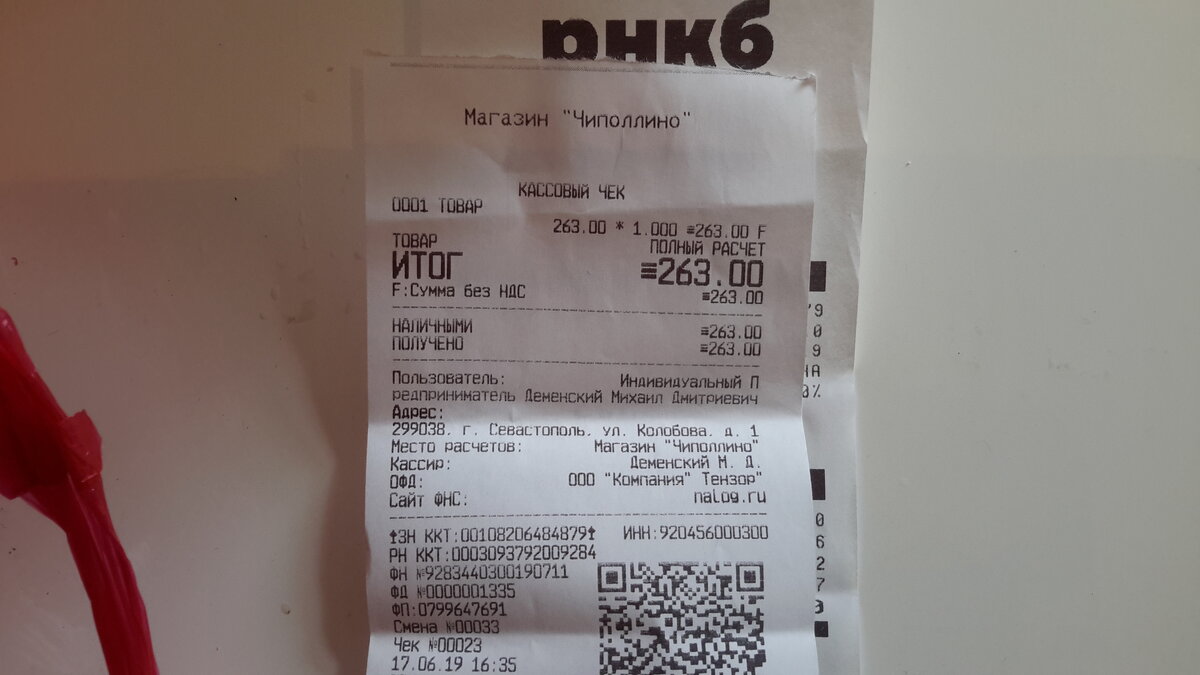 рнкб
Магазин "Чиполлино"
КАССОВЫЙ ЧЕК
0001 ТОВАР
263.00 * 1.000 ≡263.00 F
ТОВАР ПОЛНЫЙ РАСЧЕТ
ИТОГ ≡263.00
F:Сумма без НДС ≡263.00
НАЛИЧНЫМИ ≡263.00
ПОЛУЧЕНО ≡263.00
Пользователь: Индивидуальный П
редприниматель Деменский Михаил Дмитриевич
Адрес:
299038, г. Севастополь, ул. Колобова, д. 1
Место расчетов: Магазин "Чиполлино"
Кассир: Деменский М. Д.
ОФД: ООО "Компания" Тензор"
Сайт ФНС: nalog.ru
ЗН ККТ:00108206484879 ИНН:920456000300
РН ККТ:0003093792009284
ФН №9283440300190711
ФД №0000001335
ФП:0799647691
Смена №00033
Чек №00023
17.06.19 16:35